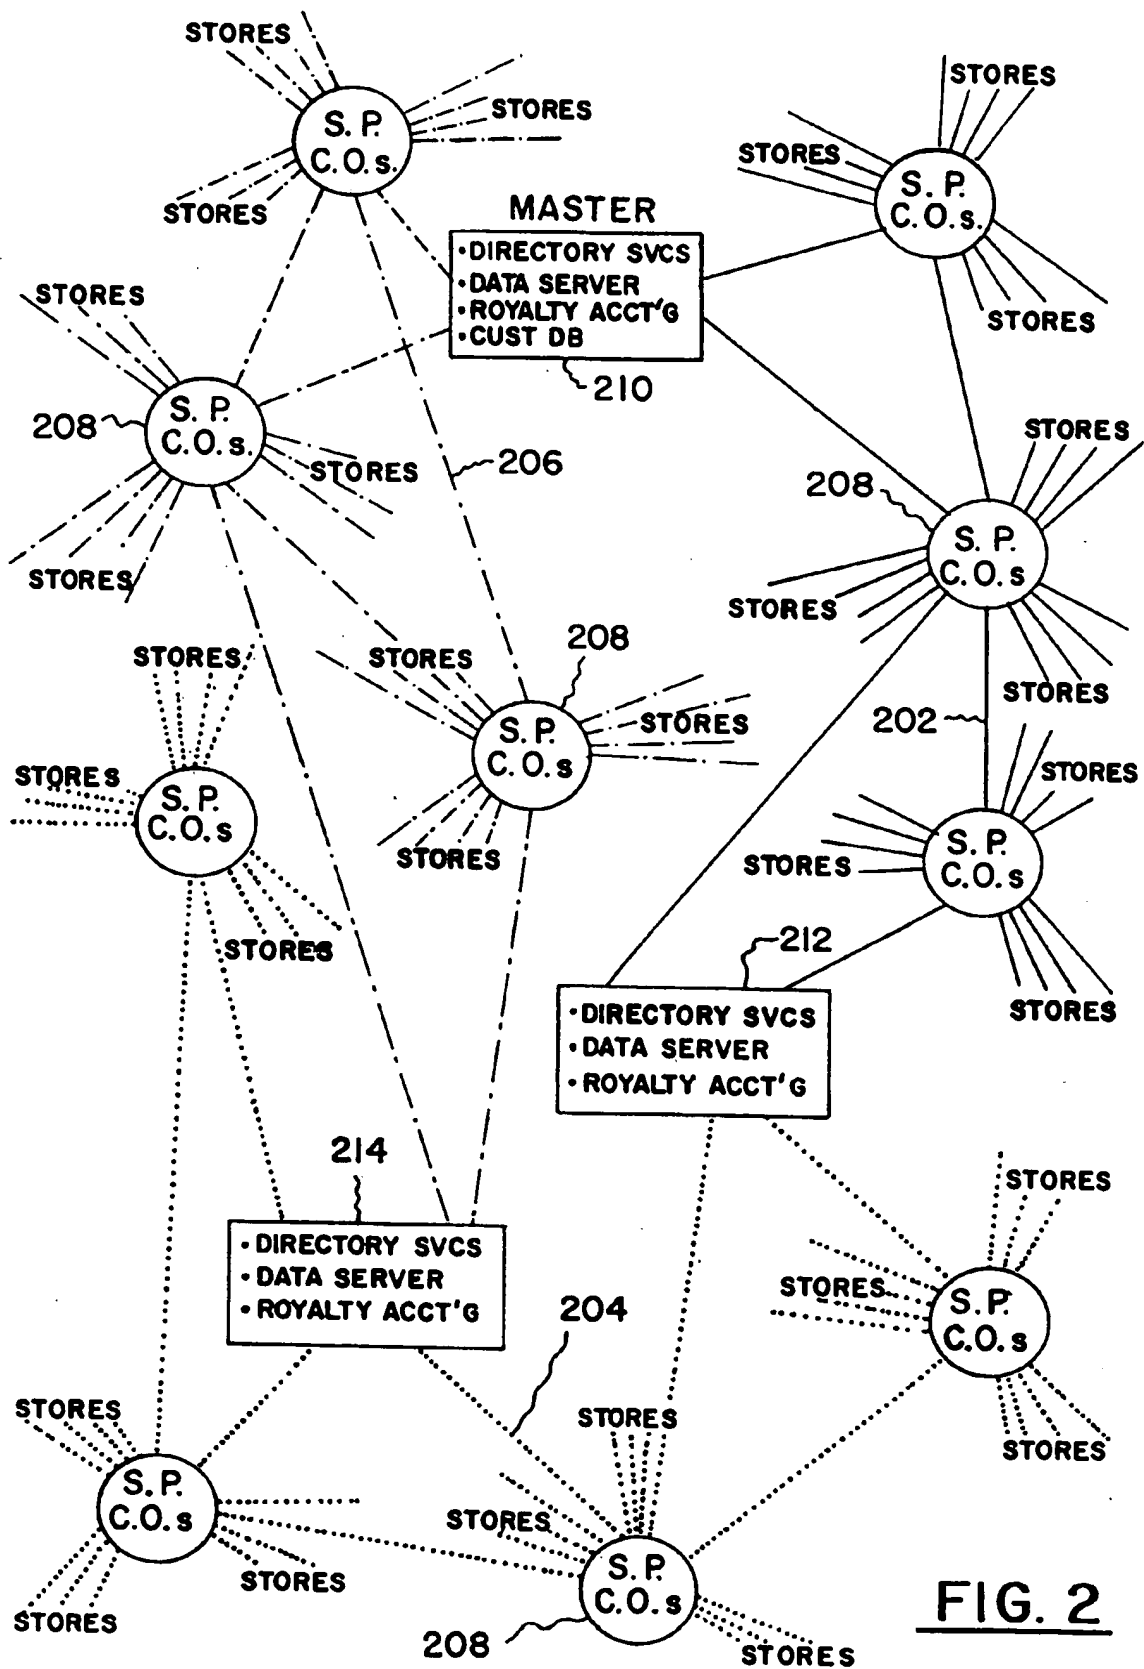 STORES
STORES
S. P.
C.O.s.
STORES
STORES
STORES
S. P.
C.O.s.
STORES
MASTER
•DIRECTORY SVCS
•DATA SERVER
•ROYALTY ACCT'G
•CUST DB
210
STORES
208
S. P.
C.O.s.
STORES
STORES
206
STORES
208
S. P.
C.O.s
STORES
STORES
202
208
STORES
STORES
S. P.
C.O.s
STORES
STORES
STORES
S. P.
C.O.s
STORES
STORES
S. P.
C.O.s
STORES
STORES
212
•DIRECTORY SVCS
•DATA SERVER
•ROYALTY ACCT'G
214
•DIRECTORY SVCS
•DATA SERVER
•ROYALTY ACCT'G
204
STORES
STORES
S. P.
C.O.s
STORES
STORES
S. P.
C.O.s
STORES
STORES
STORES
STORES
S. P.
C.O.s
208
STORES
FIG. 2